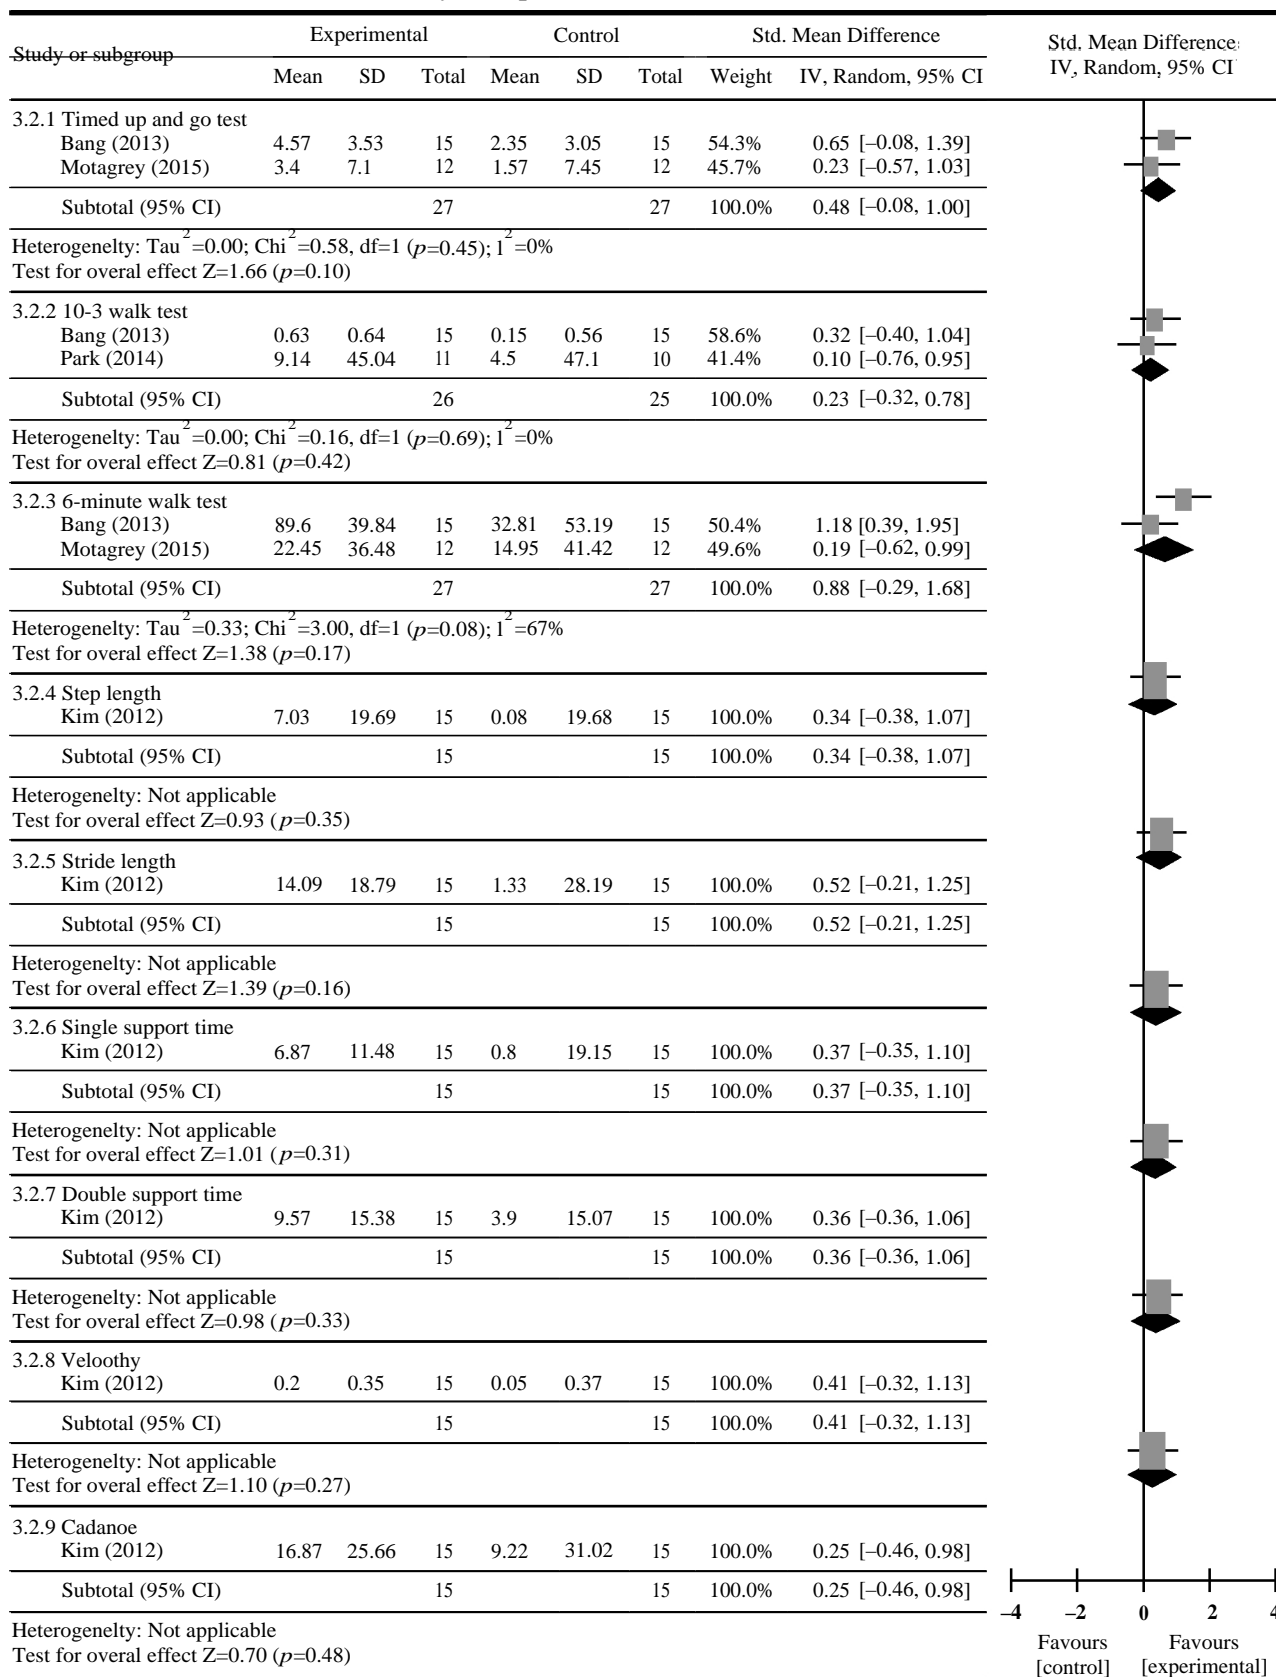 Experimental Control Std. Mean Difference Std. Mean Difference
Study or subgroup IV, Random, 95% CI
Mean SD Total Mean SD Total Weight IV, Random, 95% CI
3.2.1 Timed up and go test
Bang (2013) 4.57 3.53 15 2.35 3.05 15 54.3% 0.65 [–0.08, 1.39]
Motagrey (2015) 3.4 7.1 12 1.57 7.45 12 45.7% 0.23 [–0.57, 1.03]
Subtotal (95% CI) 27 27 100.0% 0.48 [–0.08, 1.00]
Heterogenelty: Tau²=0.00; Chi²=0.58, df=1 (p=0.45); l²=0%
Test for overal effect Z=1.66 (p=0.10)
3.2.2 10-3 walk test
Bang (2013) 0.63 0.64 15 0.15 0.56 15 58.6% 0.32 [–0.40, 1.04]
Park (2014) 9.14 45.04 11 4.5 47.1 10 41.4% 0.10 [–0.76, 0.95]
Subtotal (95% CI) 26 25 100.0% 0.23 [–0.32, 0.78]
Heterogenelty: Tau²=0.00; Chi²=0.16, df=1 (p=0.69); l²=0%
Test for overal effect Z=0.81 (p=0.42)
3.2.3 6-minute walk test
Bang (2013) 89.6 39.84 15 32.81 53.19 15 50.4% 1.18 [0.39, 1.95]
Motagrey (2015) 22.45 36.48 12 14.95 41.42 12 49.6% 0.19 [–0.62, 0.99]
Subtotal (95% CI) 27 27 100.0% 0.88 [–0.29, 1.68]
Heterogenelty: Tau²=0.33; Chi²=3.00, df=1 (p=0.08); l²=67%
Test for overal effect Z=1.38 (p=0.17)
3.2.4 Step length
Kim (2012) 7.03 19.69 15 0.08 19.68 15 100.0% 0.34 [–0.38, 1.07]
Subtotal (95% CI) 15 15 100.0% 0.34 [–0.38, 1.07]
Heterogenelty: Not applicable
Test for overal effect Z=0.93 (p=0.35)
3.2.5 Stride length
Kim (2012) 14.09 18.79 15 1.33 28.19 15 100.0% 0.52 [–0.21, 1.25]
Subtotal (95% CI) 15 15 100.0% 0.52 [–0.21, 1.25]
Heterogenelty: Not applicable
Test for overal effect Z=1.39 (p=0.16)
3.2.6 Single support time
Kim (2012) 6.87 11.48 15 0.8 19.15 15 100.0% 0.37 [–0.35, 1.10]
Subtotal (95% CI) 15 15 100.0% 0.37 [–0.35, 1.10]
Heterogenelty: Not applicable
Test for overal effect Z=1.01 (p=0.31)
3.2.7 Double support time
Kim (2012) 9.57 15.38 15 3.9 15.07 15 100.0% 0.36 [–0.36, 1.06]
Subtotal (95% CI) 15 15 100.0% 0.36 [–0.36, 1.06]
Heterogenelty: Not applicable
Test for overal effect Z=0.98 (p=0.33)
3.2.8 Veloothy
Kim (2012) 0.2 0.35 15 0.05 0.37 15 100.0% 0.41 [–0.32, 1.13]
Subtotal (95% CI) 15 15 100.0% 0.41 [–0.32, 1.13]
Heterogenelty: Not applicable
Test for overal effect Z=1.10 (p=0.27)
3.2.9 Cadanoe
Kim (2012) 16.87 25.66 15 9.22 31.02 15 100.0% 0.25 [–0.46, 0.98]
Subtotal (95% CI) 15 15 100.0% 0.25 [–0.46, 0.98]
Heterogenelty: Not applicable
Test for overal effect Z=0.70 (p=0.48)
–4 –2 0 2 4
Favours Favours
[control] [experimental]